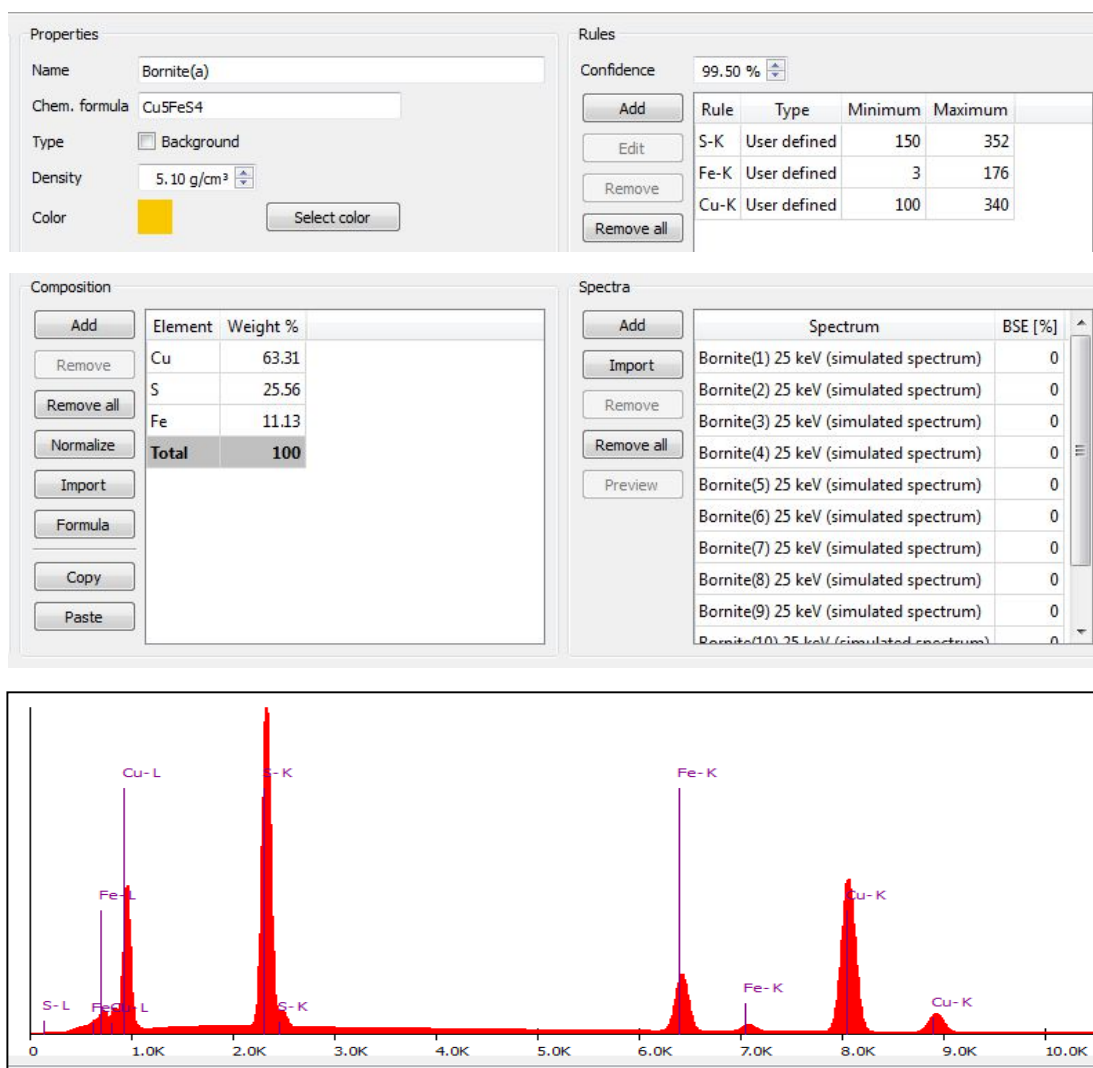 Properties
Name Bornite(a)
Chem. formula Cu5FeS4
Type Background
Density 5.10 g/cm³
Color Select color
Rules
Confidence 99.50 %
Add
Edit
Remove
Remove all
Rule Type Minimum Maximum
S-K User defined 150 352
Fe-K User defined 3 176
Cu-K User defined 100 340
Composition
Add
Remove
Remove all
Normalize
Import
Formula
Copy
Paste
Element Weight %
Cu 63.31
S 25.56
Fe 11.13
Total 100
Spectra
Add
Import
Remove
Remove all
Preview
Spectrum BSE [%]
Bornite(1) 25 keV (simulated spectrum) 0
Bornite(2) 25 keV (simulated spectrum) 0
Bornite(3) 25 keV (simulated spectrum) 0
Bornite(4) 25 keV (simulated spectrum) 0
Bornite(5) 25 keV (simulated spectrum) 0
Bornite(6) 25 keV (simulated spectrum) 0
Bornite(7) 25 keV (simulated spectrum) 0
Bornite(8) 25 keV (simulated spectrum) 0
Bornite(9) 25 keV (simulated spectrum) 0
Bornite(10) 25 keV (simulated spectrum) 0
Cu-L S-K Fe-K
Fe-L Cu-K
Fe-K
S-L Cu-L S-K Cu-K
0 1.0K 2.0K 3.0K 4.0K 5.0K 6.0K 7.0K 8.0K 9.0K 10.0K